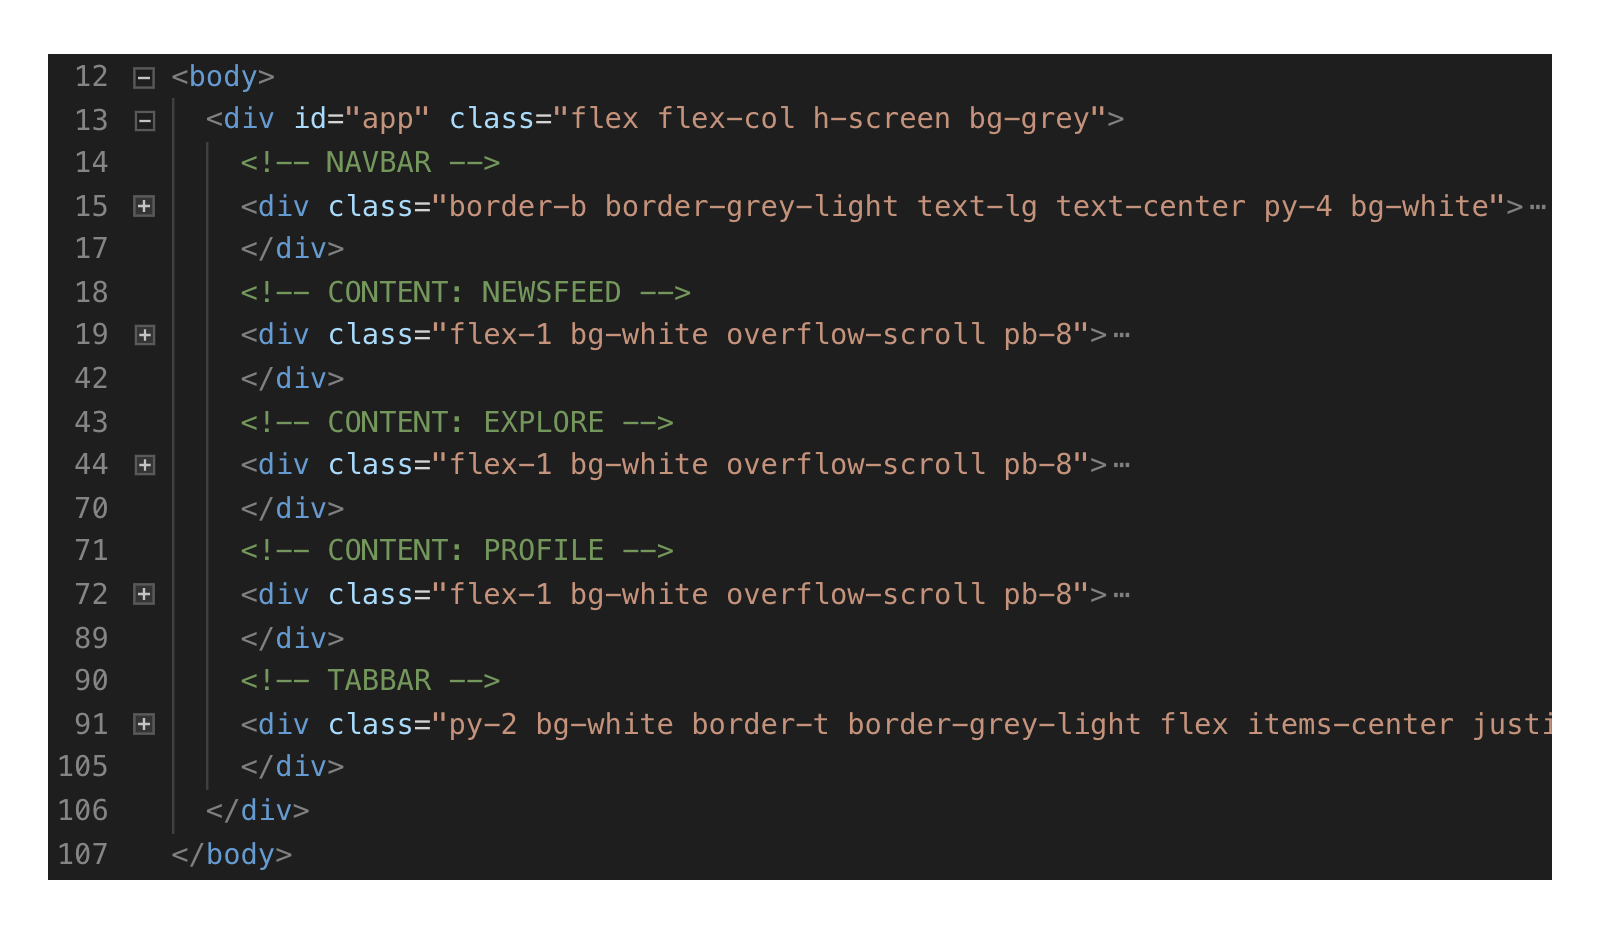 12 <body>
13 <div id="app" class="flex flex-col h-screen bg-grey">
14 <!-- NAVBAR -->
15 <div class="border-b border-grey-light text-lg text-center py-4 bg-white">…
17 </div>
18 <!-- CONTENT: NEWSFEED -->
19 <div class="flex-1 bg-white overflow-scroll pb-8">…
42 </div>
43 <!-- CONTENT: EXPLORE -->
44 <div class="flex-1 bg-white overflow-scroll pb-8">…
70 </div>
71 <!-- CONTENT: PROFILE -->
72 <div class="flex-1 bg-white overflow-scroll pb-8">…
89 </div>
90 <!-- TABBAR -->
91 <div class="py-2 bg-white border-t border-grey-light flex items-center justi
105 </div>
106 </div>
107 </body>